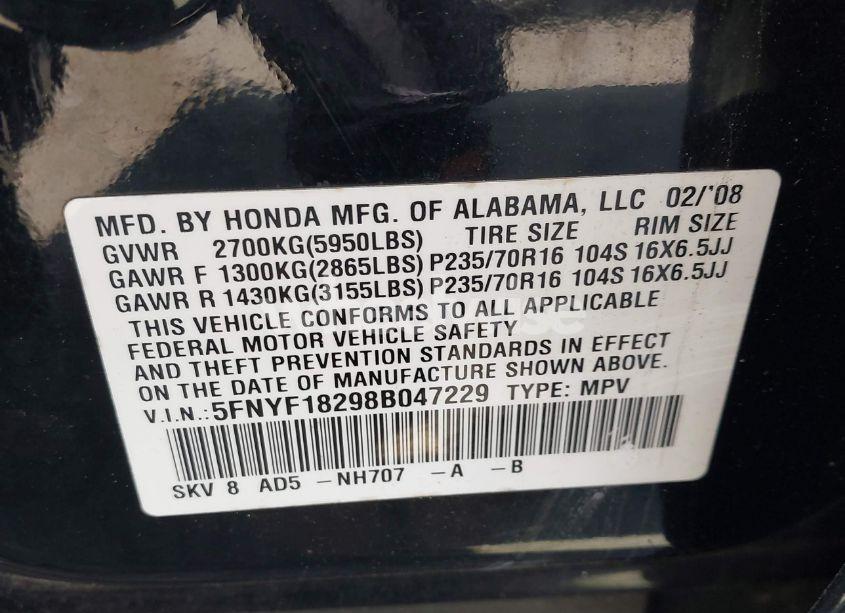 MFD. BY HONDA MFG. OF ALABAMA, LLC 02/'08
GVWR 2700KG(5950LBS) TIRE SIZE RIM SIZE
GAWR F 1300KG(2865LBS) P235/70R16 104S 16X6.5JJ
GAWR R 1430KG(3155LBS) P235/70R16 104S 16X6.5JJ
THIS VEHICLE CONFORMS TO ALL APPLICABLE
FEDERAL MOTOR VEHICLE SAFETY
AND THEFT PREVENTION STANDARDS IN EFFECT
ON THE DATE OF MANUFACTURE SHOWN ABOVE.
V.I.N.: 5FNYF18298B047229 TYPE: MPV
SKV 8 AD5 -NH707 -A -B